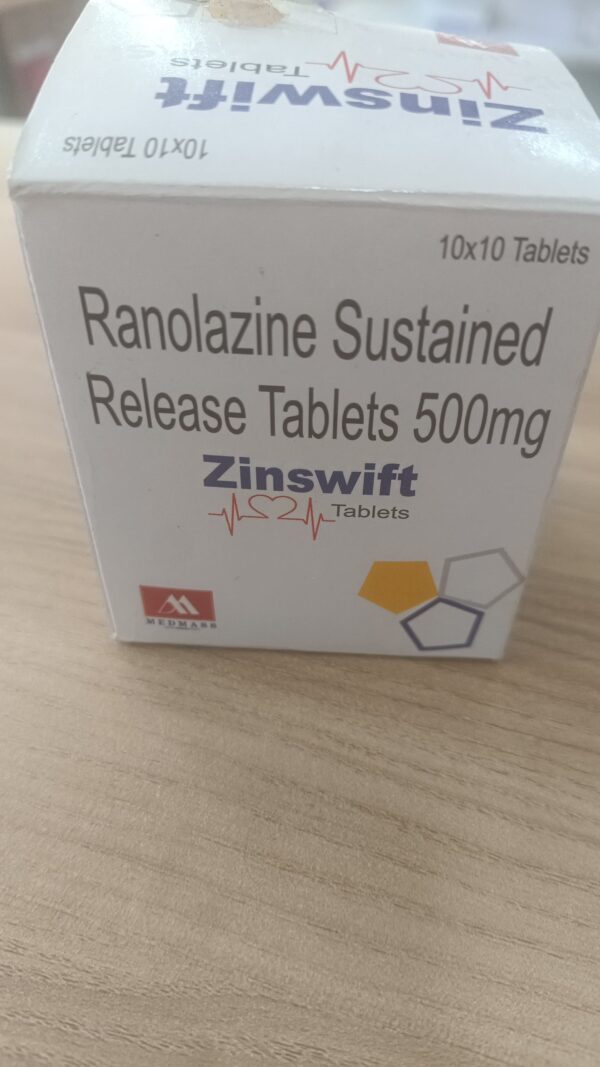 Zinswift
Tablets
10x10 Tablets
10x10 Tablets
Ranolazine Sustained
Release Tablets 500mg
Zinswift
Tablets
MEDMASS